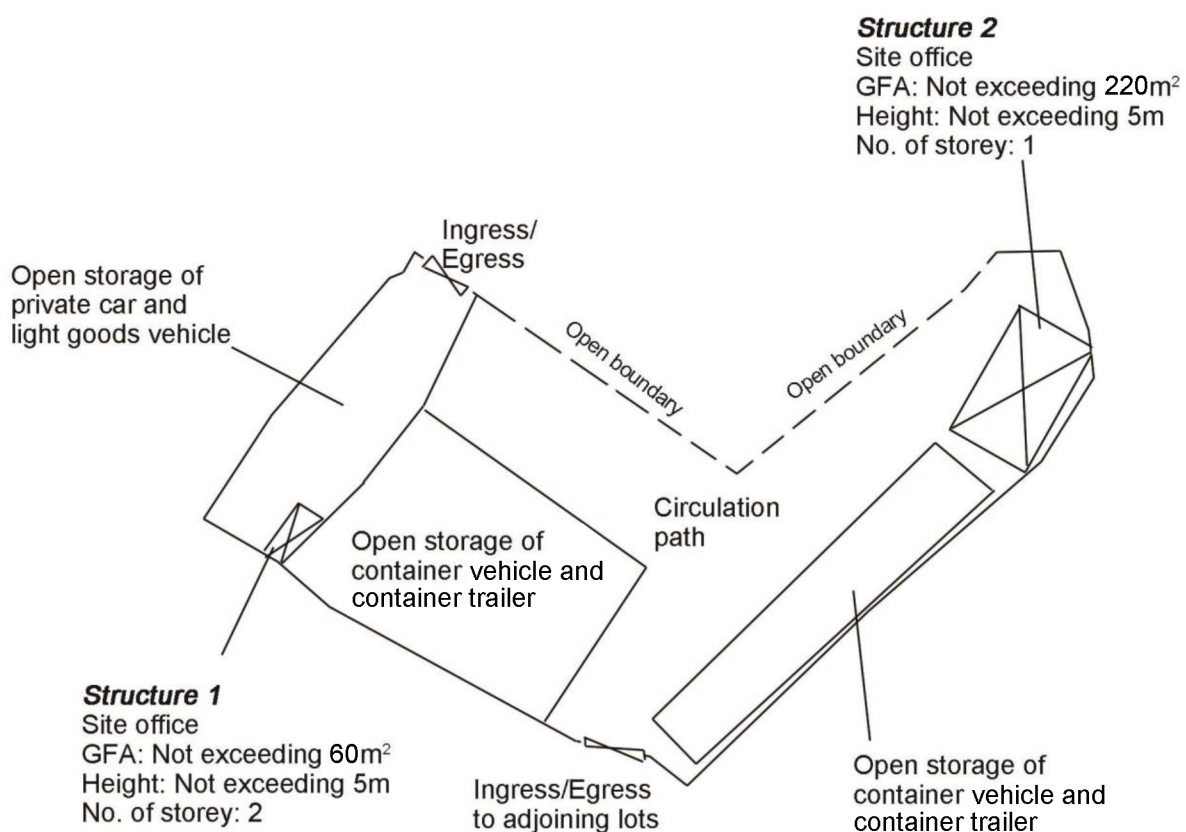 Structure 2
Site office
GFA: Not exceeding 220m²
Height: Not exceeding 5m
No. of storey: 1
Ingress/
Egress
Open storage of
private car and
light goods vehicle
Open boundary
Open boundary
Circulation
path
Open storage of
container vehicle and
container trailer
Structure 1
Site office
GFA: Not exceeding 60m²
Height: Not exceeding 5m
No. of storey: 2
Ingress/Egress
to adjoining lots
Open storage of
container vehicle and
container trailer